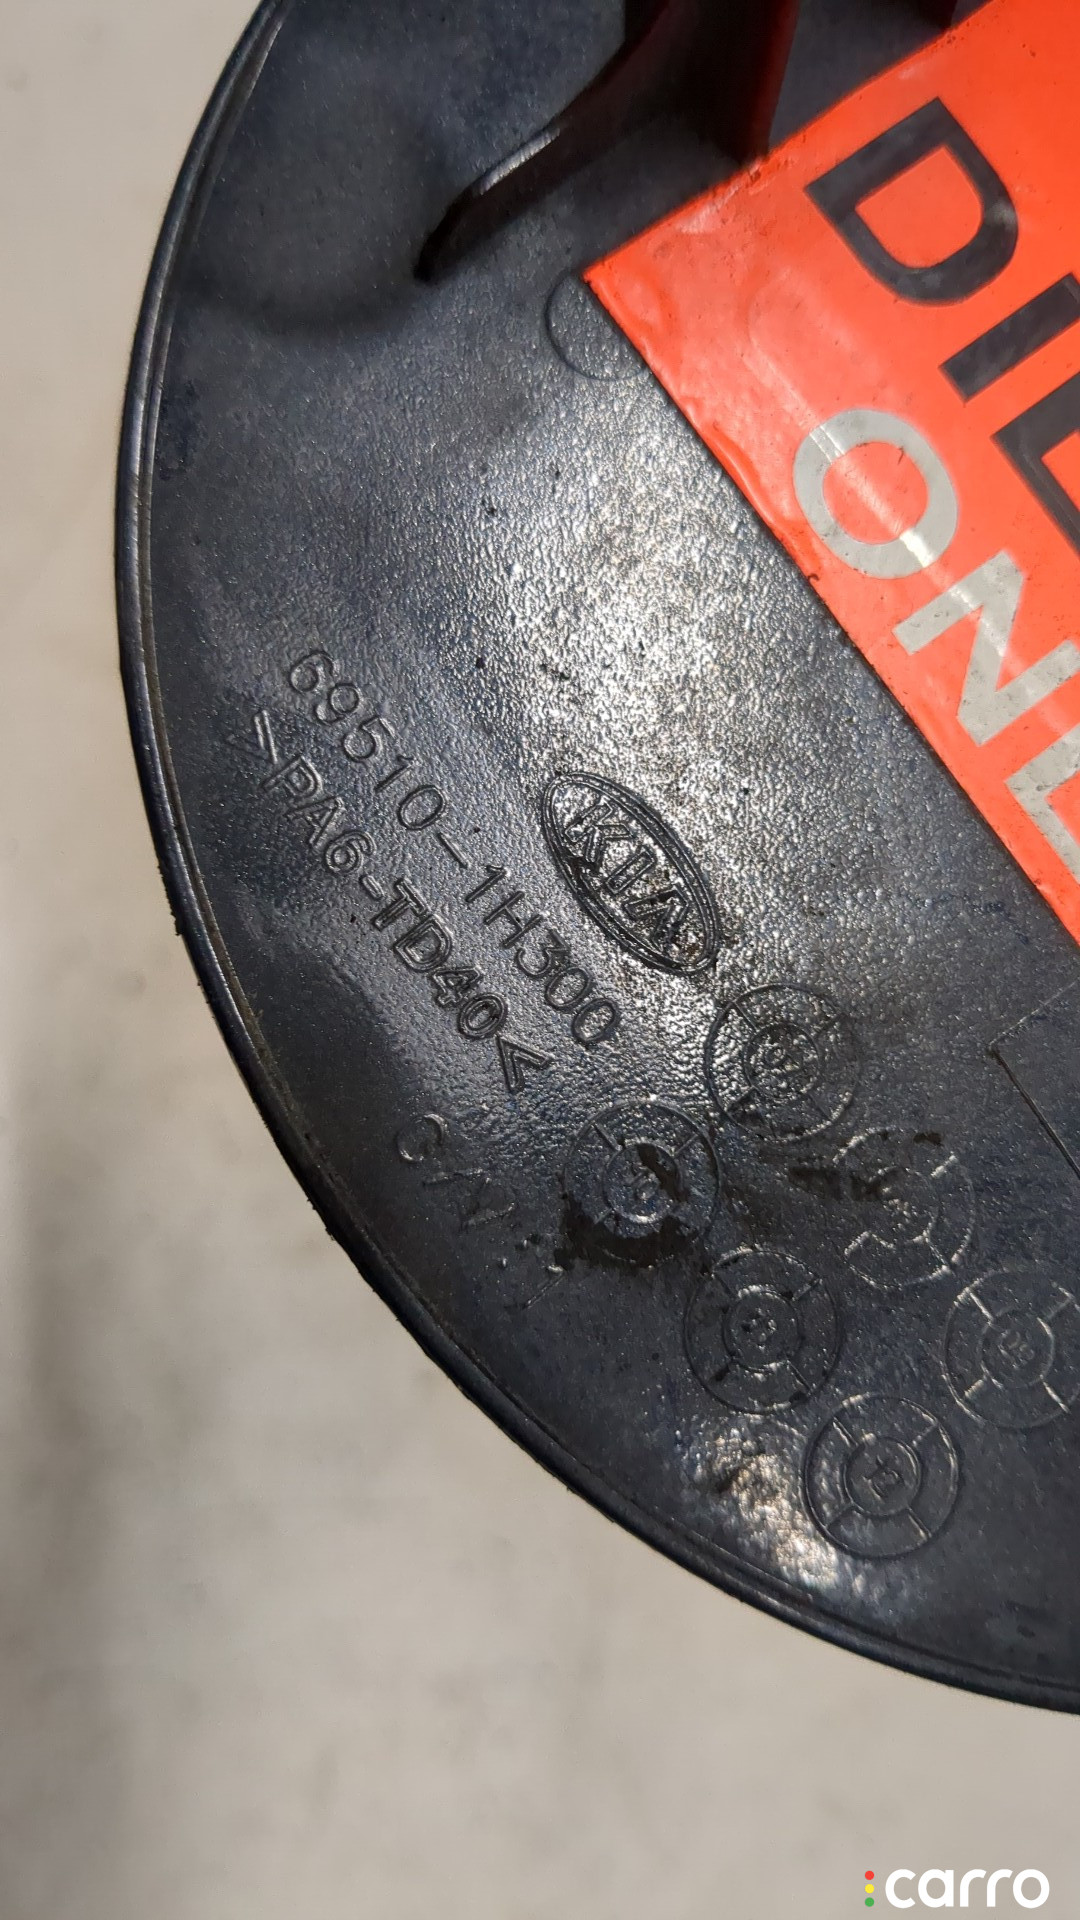 DIE
ONL
69510-1H300
>PA6-TD40<
KIA
carro